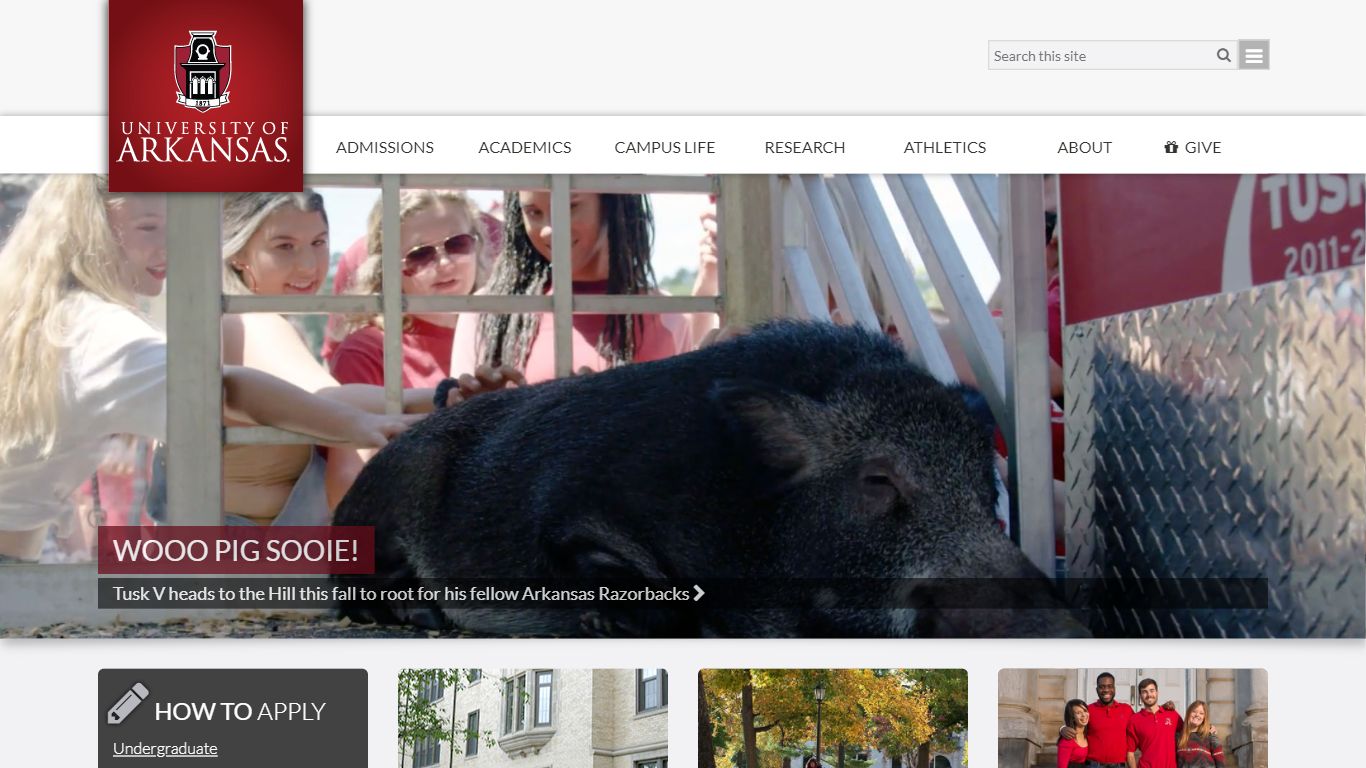 1871
UNIVERSITY OF
ARKANSAS.
Search this site
ADMISSIONS
ACADEMICS
CAMPUS LIFE
RESEARCH
ATHLETICS
ABOUT
GIVE
TUSK
2011-2
WOOO PIG SOOIE!
Tusk V heads to the Hill this fall to root for his fellow Arkansas Razorbacks
HOW TO APPLY
Undergraduate